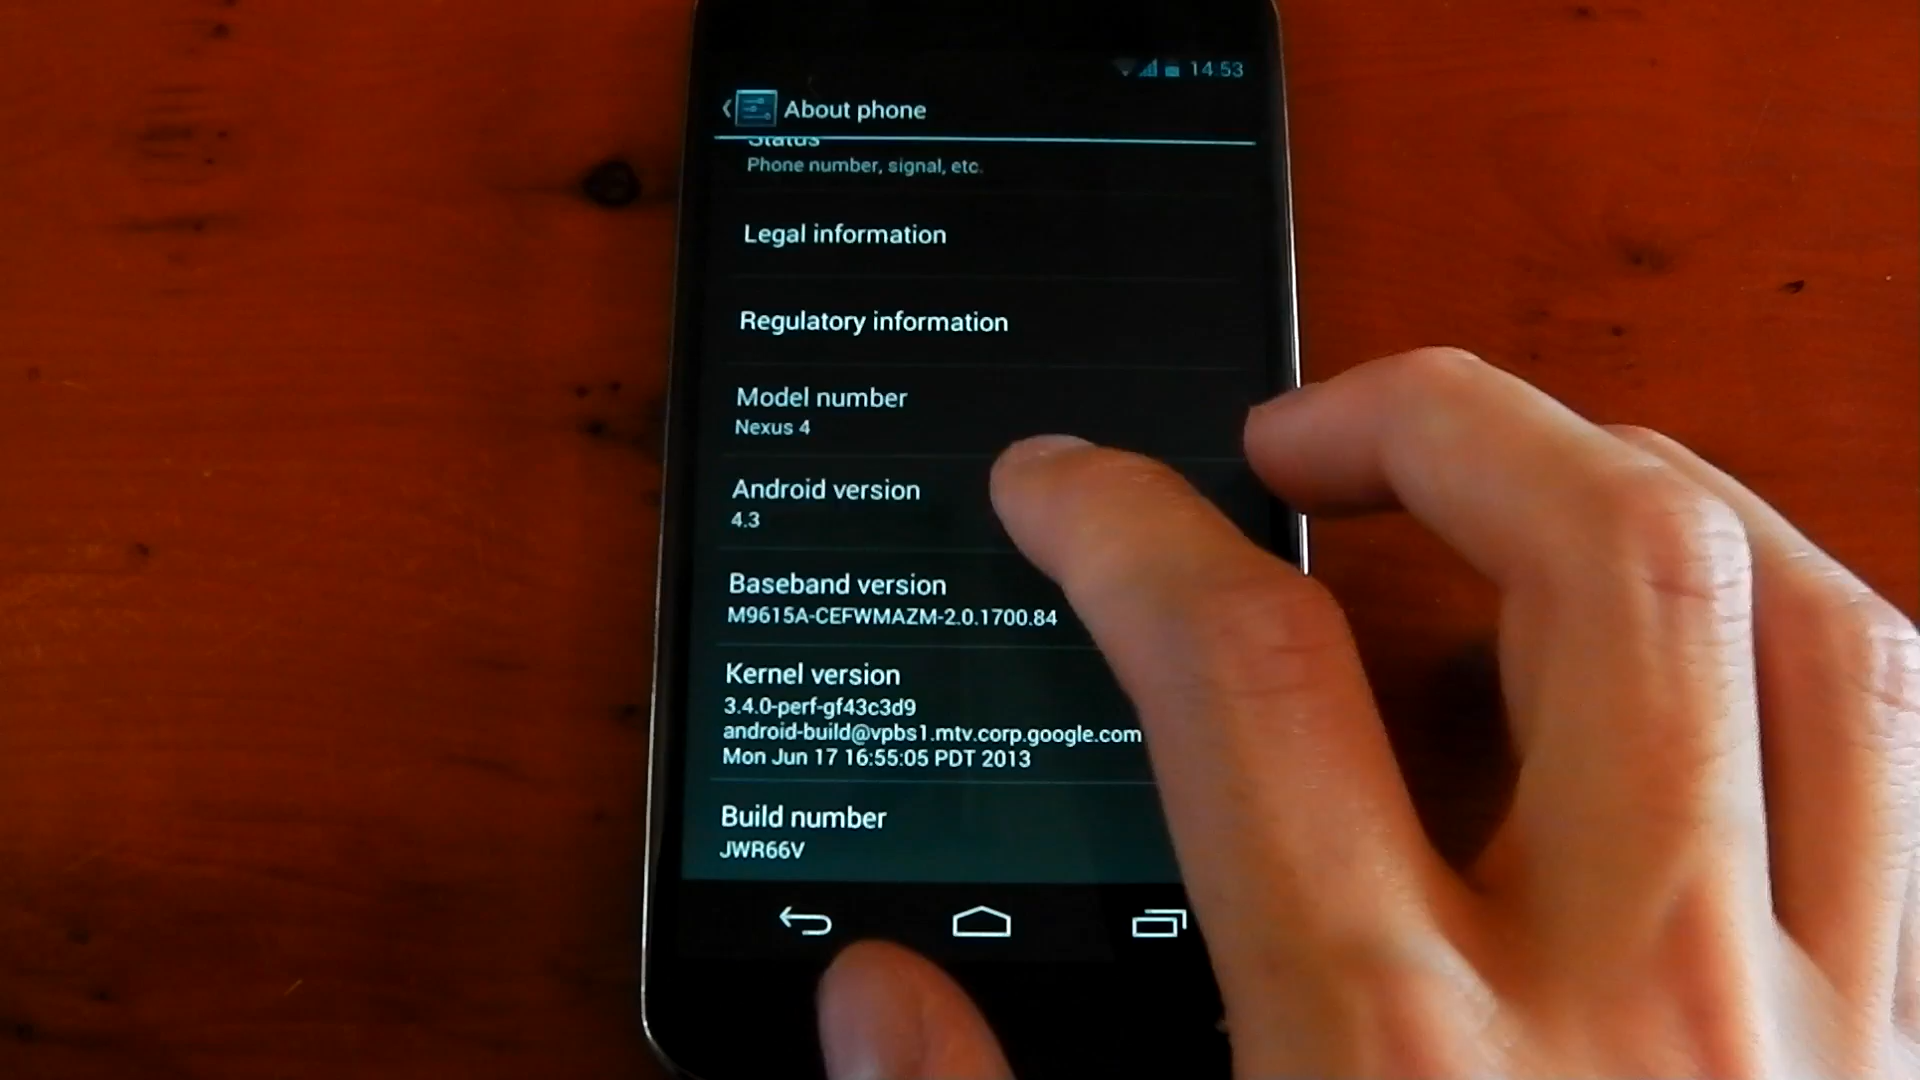 14:53
About phone
Status
Phone number, signal, etc.
Legal information
Regulatory information
Model number
Nexus 4
Android version
4.3
Baseband version
M9615A-CEFWMAZM-2.0.1700.84
Kernel version
3.4.0-perf-gf43c3d9
android-build@vpbs1.mtv.corp.google.com
Mon Jun 17 16:55:05 PDT 2013
Build number
JWR66V